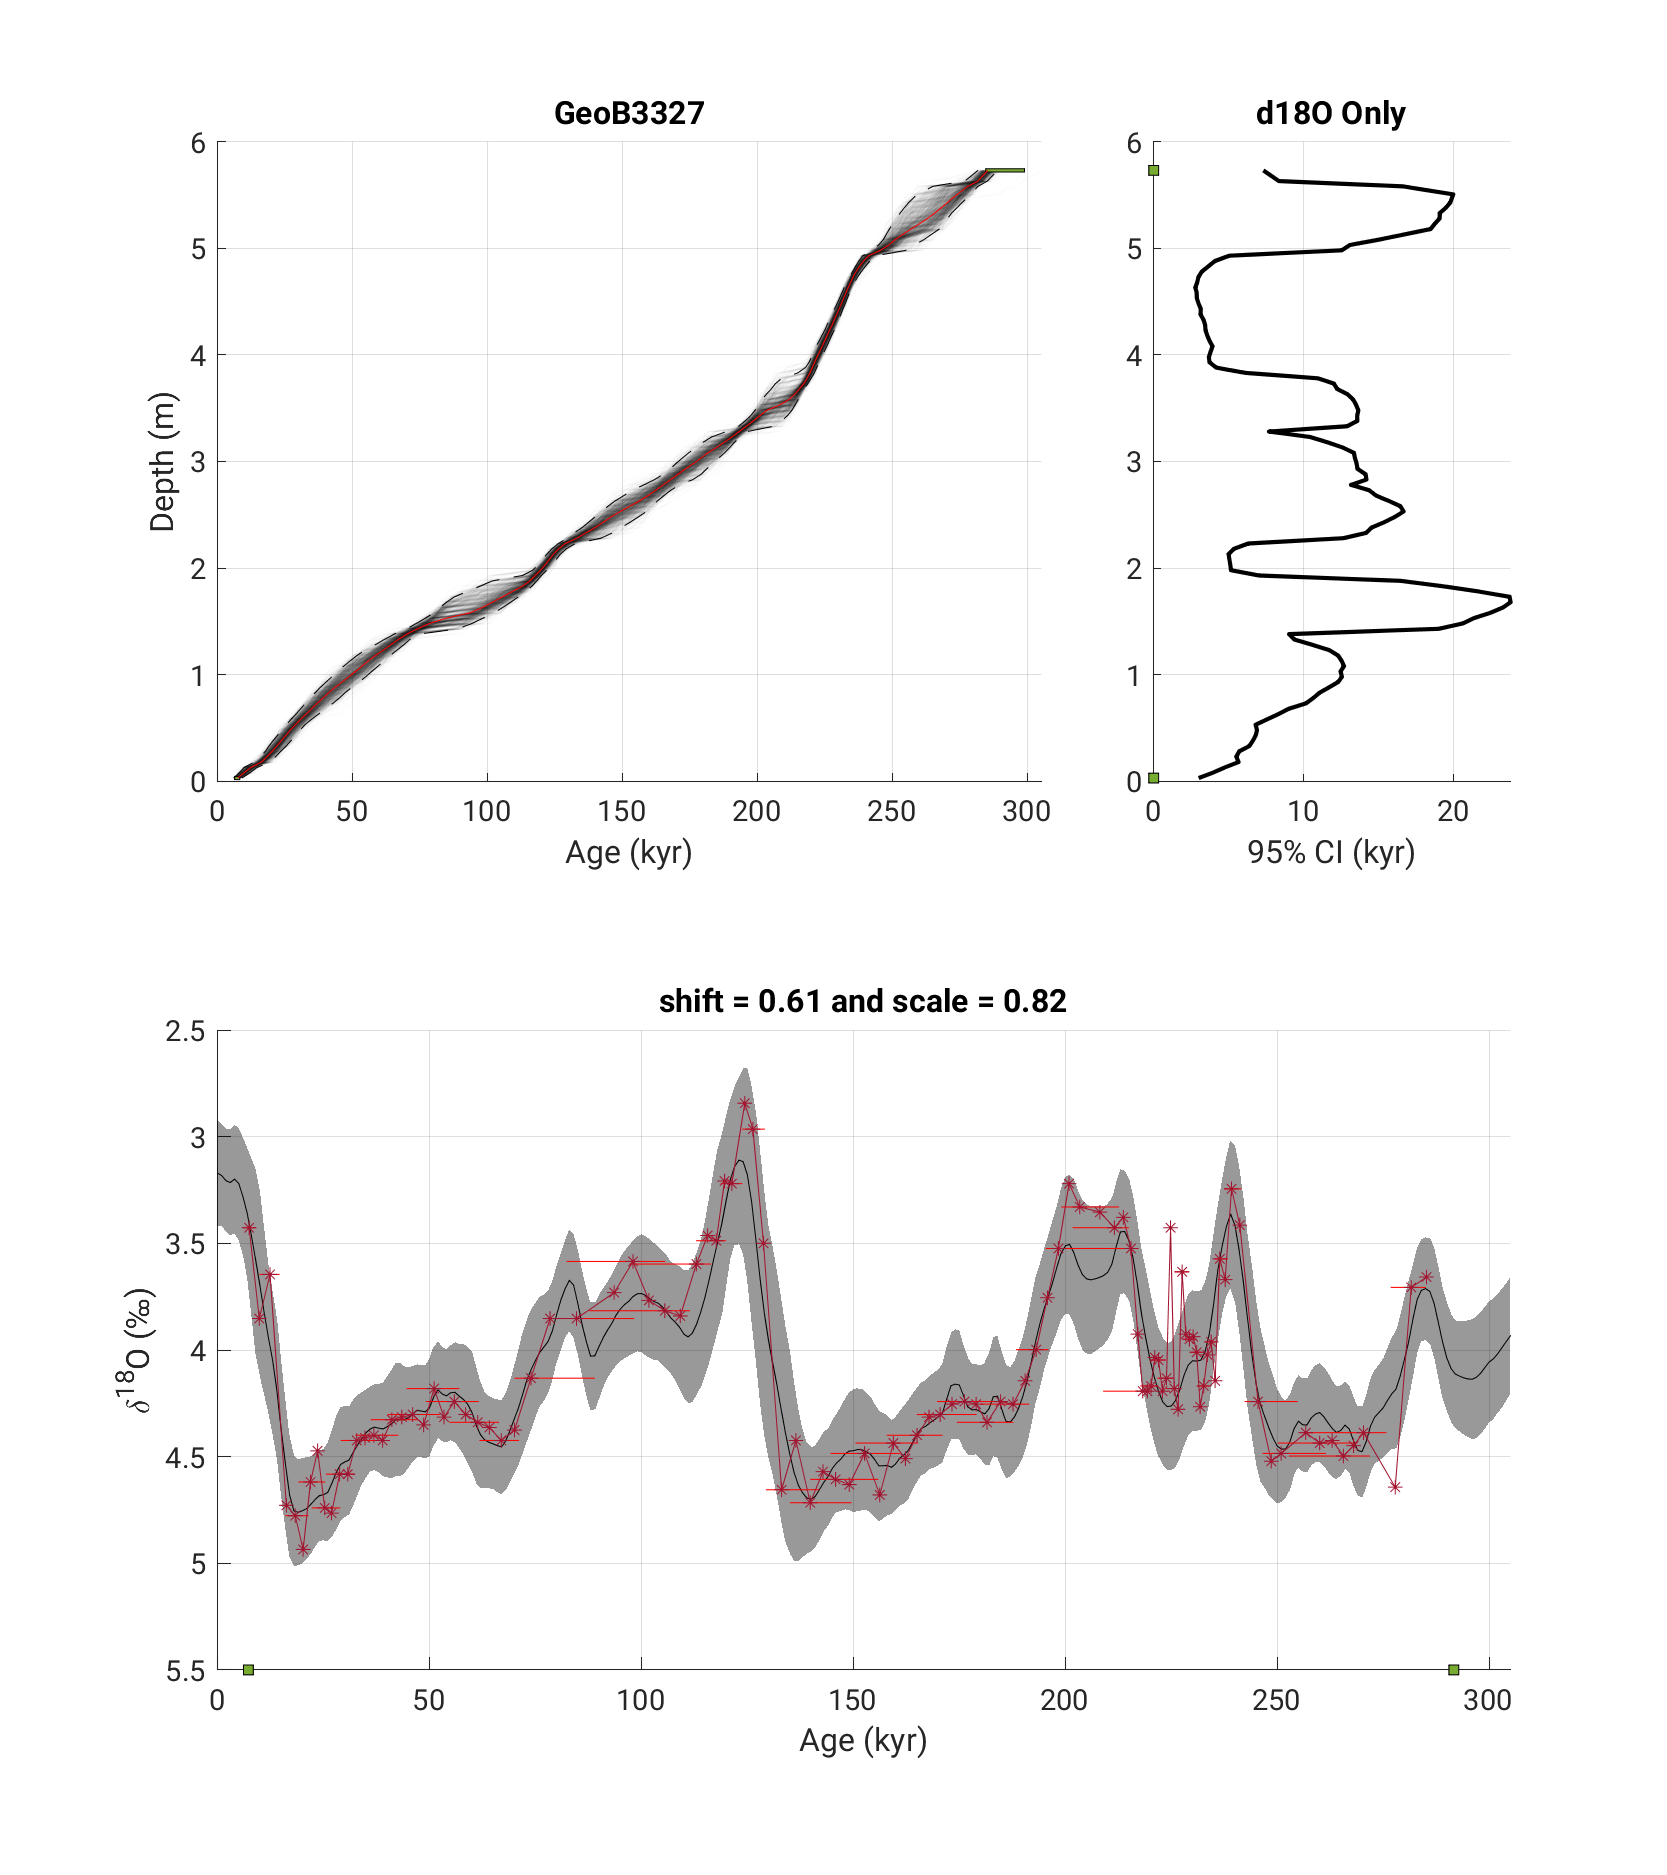 GeoB3327
6
5
4
3
2
1
0
Depth (m)
0 50 100 150 200 250 300
Age (kyr)
d18O Only
6
5
4
3
2
1
0
0 10 20
95% CI (kyr)
shift = 0.61 and scale = 0.82
2.5
3
3.5
4
4.5
5
5.5
δ18O (‰)
0 50 100 150 200 250 300
Age (kyr)